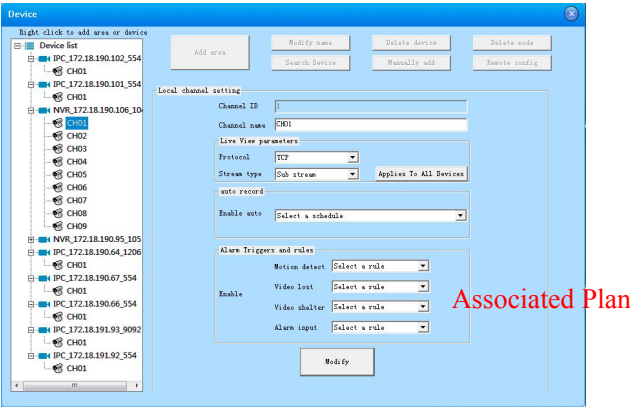 Device
Right click to add area or device
Device list
IPC_172.18.190.102_554
CH01
IPC_172.18.190.101_554
CH01
NVR_172.18.190.106_10
CH01
CH02
CH03
CH04
CH05
CH06
CH07
CH08
CH09
NVR_172.18.190.95_105
IPC_172.18.190.64_1206
CH01
IPC_172.18.190.67_554
CH01
IPC_172.18.190.66_554
CH01
IPC_172.18.191.93_9092
CH01
IPC_172.18.191.92_554
CH01
Add area
Modify name
Delete device
Delete node
Search Device
Manually add
Remote config
Local channel setting
Channel ID 1
Channel name CH01
Live View parameters
Protocol TCP
Stream type Sub stream Applies To All Devices
auto record
Enable auto Select a schedule
Alarm Triggers and rules
Enable
Motion detect Select a rule
Video lost Select a rule
Video shelter Select a rule
Alarm input Select a rule
Associated Plan
Modify